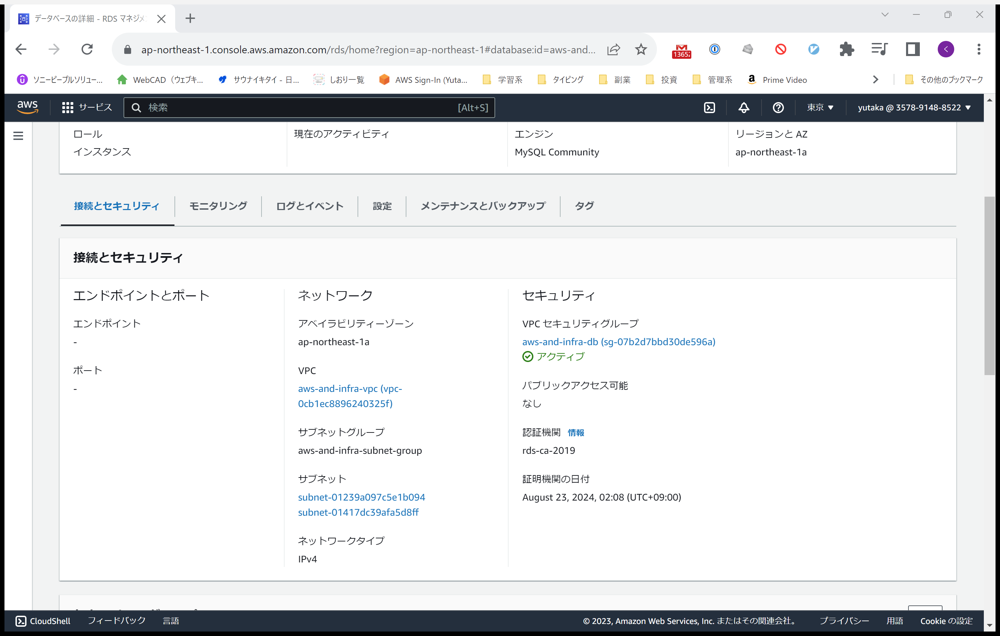 データベースの詳細 - RDS マネジメ
ap-northeast-1.console.aws.amazon.com/rds/home?region=ap-northeast-1#database:id=aws-and...
13652
ソニーピープルソリュー...
WebCAD（ウェブキ...
サウナイキタイ - 日...
しおり一覧
AWS Sign-In (Yuta...
学習系
タイピング
副業
投資
管理系
Prime Video
その他のブックマーク
aws
サービス
検索
[Alt+S]
東京
yutaka @ 3578-9148-8522
ロール
インスタンス
現在のアクティビティ
エンジン
MySQL Community
リージョンと AZ
ap-northeast-1a
接続とセキュリティ
モニタリング
ログとイベント
設定
メンテナンスとバックアップ
タグ
接続とセキュリティ
エンドポイントとポート
エンドポイント
-
ポート
-
ネットワーク
アベイラビリティーゾーン
ap-northeast-1a
VPC
aws-and-infra-vpc (vpc-
0cb1ec8896240325f)
サブネットグループ
aws-and-infra-subnet-group
サブネット
subnet-01239a097c5e1b094
subnet-01417dc39afa5d8ff
ネットワークタイプ
IPv4
セキュリティ
VPC セキュリティグループ
aws-and-infra-db (sg-07b2d7bbd30de596a)
アクティブ
パブリックアクセス可能
なし
認証機関 情報
rds-ca-2019
証明機関の日付
August 23, 2024, 02:08 (UTC+09:00)
CloudShell
フィードバック
言語
© 2023, Amazon Web Services, Inc. またはその関連会社。
プライバシー
用語
Cookie の設定